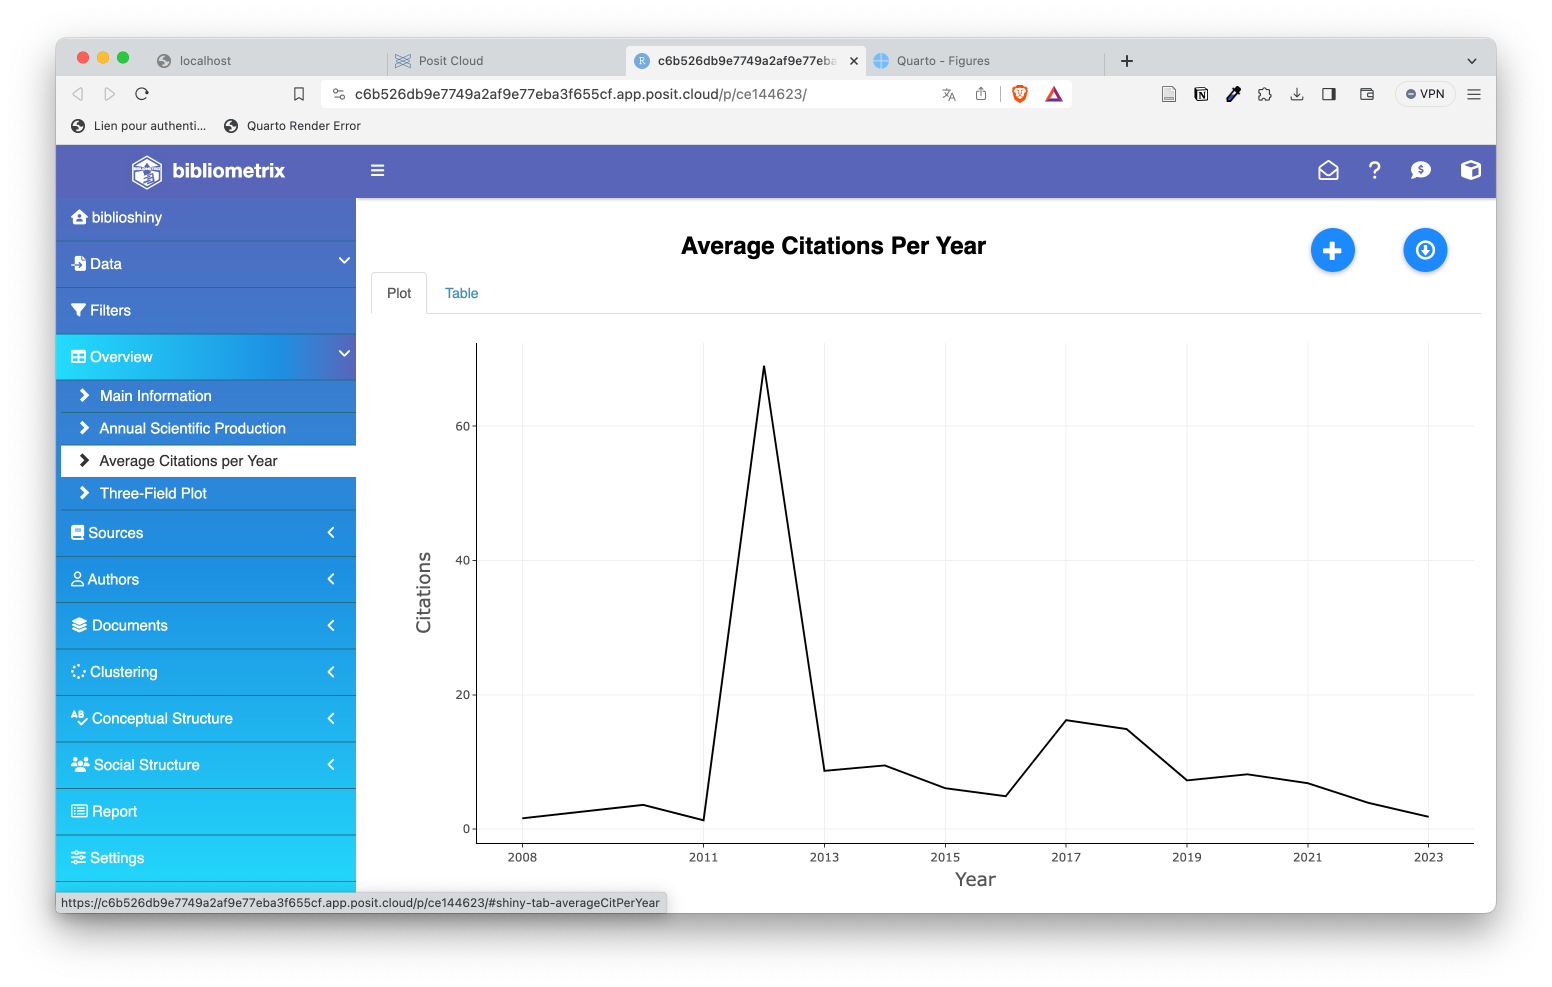 localhost
Posit Cloud
c6b526db9e7749a2af9e77eba
Quarto - Figures
c6b526db9e7749a2af9e77eba3f655cf.app.posit.cloud/p/ce144623/
VPN
Lien pour authenti...
Quarto Render Error
bibliometrix
biblioshiny
Data
Filters
Overview
Main Information
Annual Scientific Production
Average Citations per Year
Three-Field Plot
Sources
Authors
Documents
Clustering
Conceptual Structure
Social Structure
Report
Settings
Average Citations Per Year
Plot
Table
Citations
60
40
20
0
2008
2011
2013
2015
2017
2019
2021
2023
Year
https://c6b526db9e7749a2af9e77eba3f655cf.app.posit.cloud/p/ce144623/#shiny-tab-averageCitPerYear